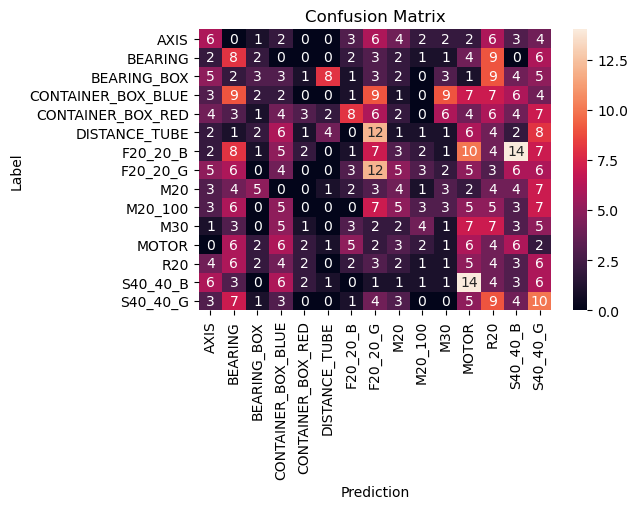 Confusion Matrix
AXIS 6 0 1 2 0 0 3 6 4 2 2 2 6 3 4
BEARING 2 8 2 0 0 0 2 3 2 1 1 4 9 0 6
BEARING_BOX 5 2 3 3 1 8 1 3 2 0 3 1 9 4 5
CONTAINER_BOX_BLUE 3 9 2 2 0 0 1 9 1 0 9 7 7 6 4
CONTAINER_BOX_RED 4 3 1 4 3 2 8 6 2 0 6 4 6 4 7
DISTANCE_TUBE 2 1 2 6 1 4 0 12 1 1 1 6 4 2 8
F20_20_B 2 8 1 5 2 0 1 7 3 2 1 10 4 14 7
F20_20_G 5 6 0 4 0 0 3 12 5 3 2 5 3 6 6
M20 3 4 5 0 0 1 2 3 4 1 3 2 4 4 7
M20_100 3 6 0 5 0 0 0 7 5 3 3 5 5 3 7
M30 1 3 0 5 1 0 3 2 2 4 1 7 7 3 5
MOTOR 0 6 2 6 2 1 5 2 3 2 1 6 4 6 2
R20 4 6 2 4 2 0 2 3 2 1 1 5 4 3 6
S40_40_B 6 3 0 6 2 1 0 1 1 1 1 14 4 3 6
S40_40_G 3 7 1 3 0 0 1 4 3 0 0 5 9 4 10
AXIS
BEARING
BEARING_BOX
CONTAINER_BOX_BLUE
CONTAINER_BOX_RED
DISTANCE_TUBE
F20_20_B
F20_20_G
M20
M20_100
M30
MOTOR
R20
S40_40_B
S40_40_G
Label
Prediction
12.5
10.0
7.5
5.0
2.5
0.0